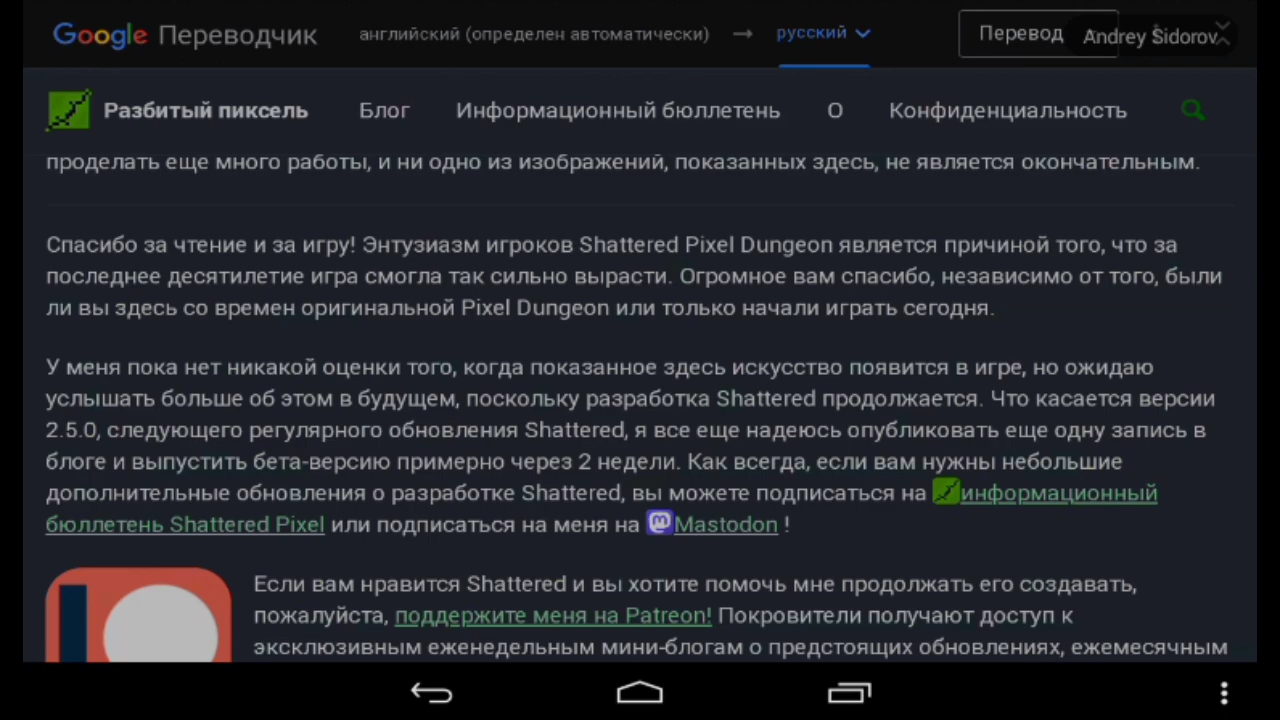 Google Переводчик английский (определен автоматически) → русский Перевод Andrey Sidorov
Разбитый пиксель Блог Информационный бюллетень О Конфиденциальность
проделать еще много работы, и ни одно из изображений, показанных здесь, не является окончательным.
Спасибо за чтение и за игру! Энтузиазм игроков Shattered Pixel Dungeon является причиной того, что за
последнее десятилетие игра смогла так сильно вырасти. Огромное вам спасибо, независимо от того, были
ли вы здесь со времен оригинальной Pixel Dungeon или только начали играть сегодня.
У меня пока нет никакой оценки того, когда показанное здесь искусство появится в игре, но ожидаю
услышать больше об этом в будущем, поскольку разработка Shattered продолжается. Что касается версии
2.5.0, следующего регулярного обновления Shattered, я все еще надеюсь опубликовать еще одну запись в
блоге и выпустить бета-версию примерно через 2 недели. Как всегда, если вам нужны небольшие
дополнительные обновления о разработке Shattered, вы можете подписаться на информационный
бюллетень Shattered Pixel или подписаться на меня на Mastodon !
Если вам нравится Shattered и вы хотите помочь мне продолжать его создавать,
пожалуйста, поддержите меня на Patreon! Покровители получают доступ к
эксклюзивным еженедельным мини-блогам о предстоящих обновлениях, ежемесячным